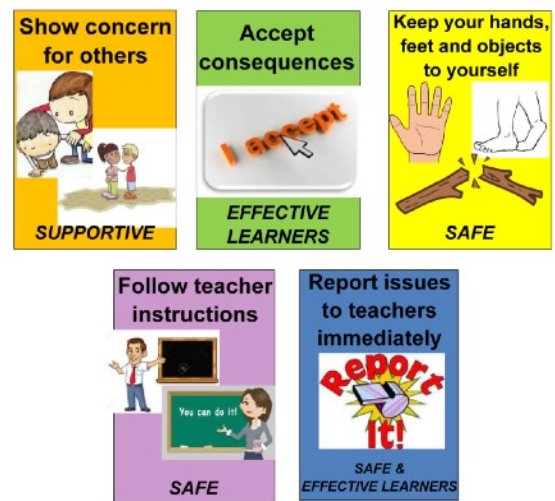 Show concern
for others
SUPPORTIVE
Accept
consequences
I accept
EFFECTIVE
LEARNERS
Keep your hands,
feet and objects
to yourself
SAFE
Follow teacher
instructions
You can do it!
SAFE
Report issues
to teachers
immediately
Report
It!
SAFE &
EFFECTIVE LEARNERS